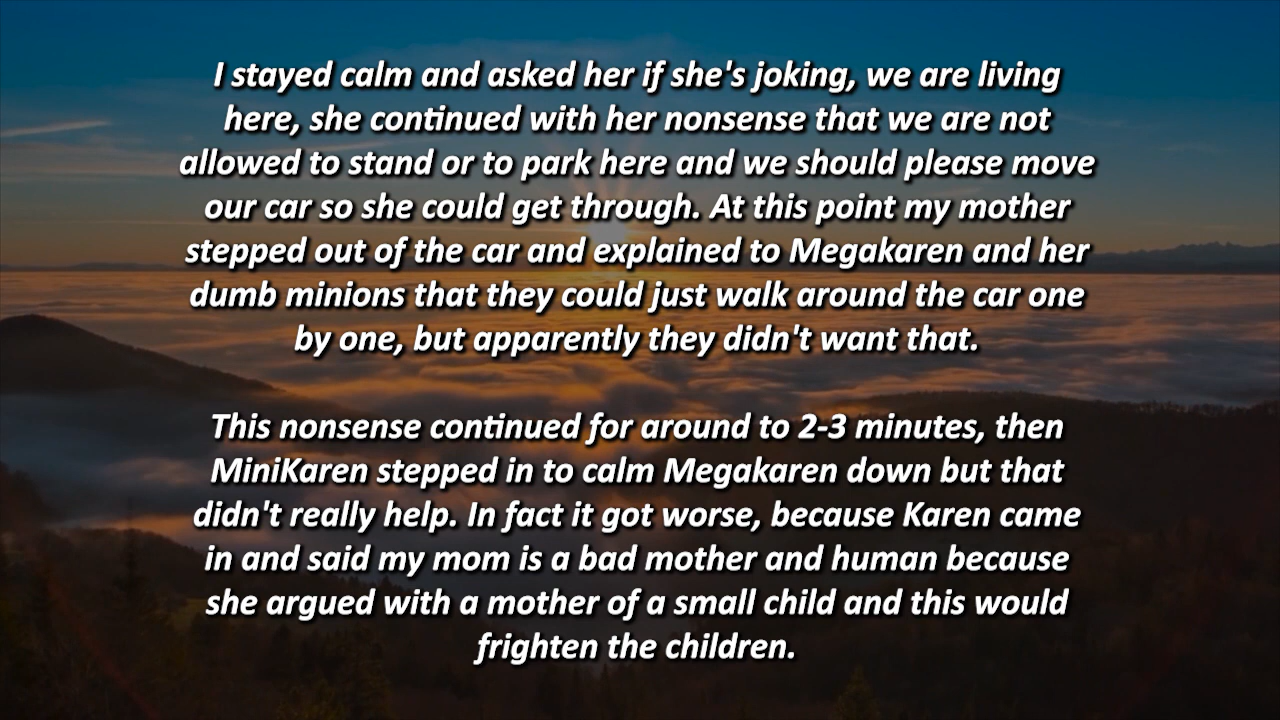 I stayed calm and asked her if she's joking, we are living
here, she continued with her nonsense that we are not
allowed to stand or to park here and we should please move
our car so she could get through. At this point my mother
stepped out of the car and explained to Megakaren and her
dumb minions that they could just walk around the car one
by one, but apparently they didn't want that.
This nonsense continued for around to 2-3 minutes, then
MiniKaren stepped in to calm Megakaren down but that
didn't really help. In fact it got worse, because Karen came
in and said my mom is a bad mother and human because
she argued with a mother of a small child and this would
frighten the children.